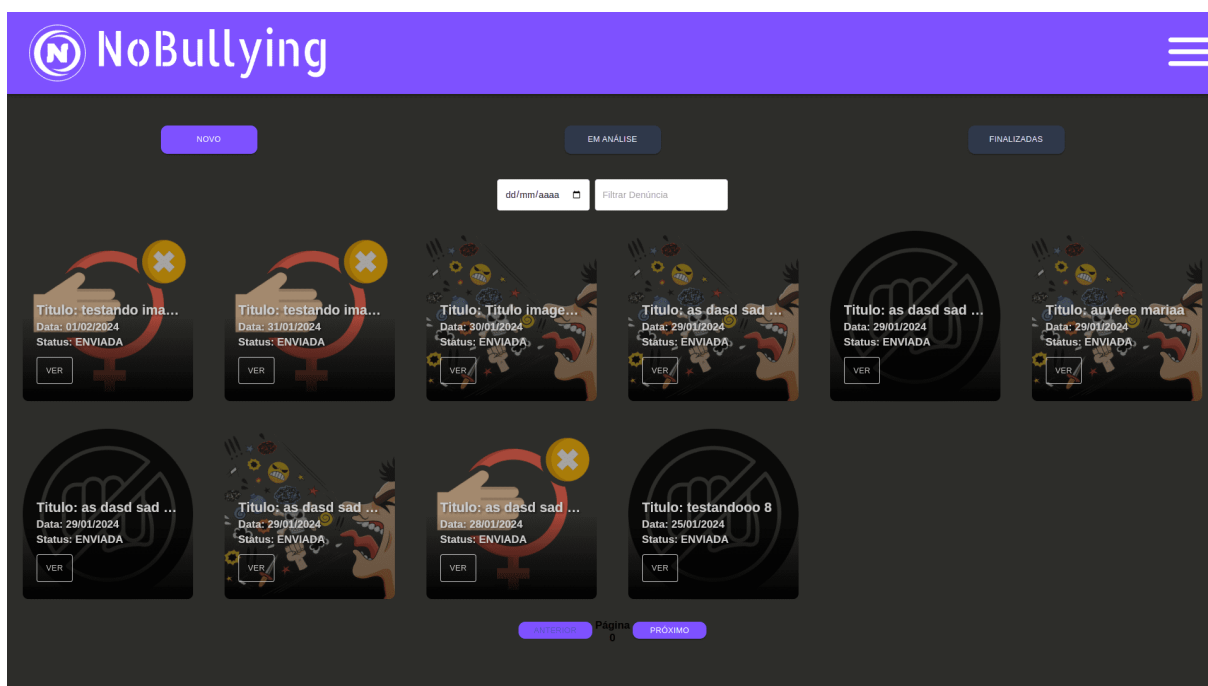 N NoBullying
NOVO
EM ANÁLISE
FINALIZADAS
dd/mm/aaaa
Filtrar Denúncia
Titulo: testando ima...
Data: 01/02/2024
Status: ENVIADA
VER
Titulo: testando ima...
Data: 31/01/2024
Status: ENVIADA
VER
Titulo: Titulo image...
Data: 30/01/2024
Status: ENVIADA
VER
Titulo: as dasd sad ...
Data: 29/01/2024
Status: ENVIADA
VER
Titulo: as dasd sad ...
Data: 29/01/2024
Status: ENVIADA
VER
Titulo: auveee mariaa
Data: 29/01/2024
Status: ENVIADA
VER
Titulo: as dasd sad ...
Data: 29/01/2024
Status: ENVIADA
VER
Titulo: as dasd sad ...
Data: 29/01/2024
Status: ENVIADA
VER
Titulo: as dasd sad ...
Data: 28/01/2024
Status: ENVIADA
VER
Titulo: testandooo 8
Data: 25/01/2024
Status: ENVIADA
VER
ANTERIOR
Página
0
PRÓXIMO